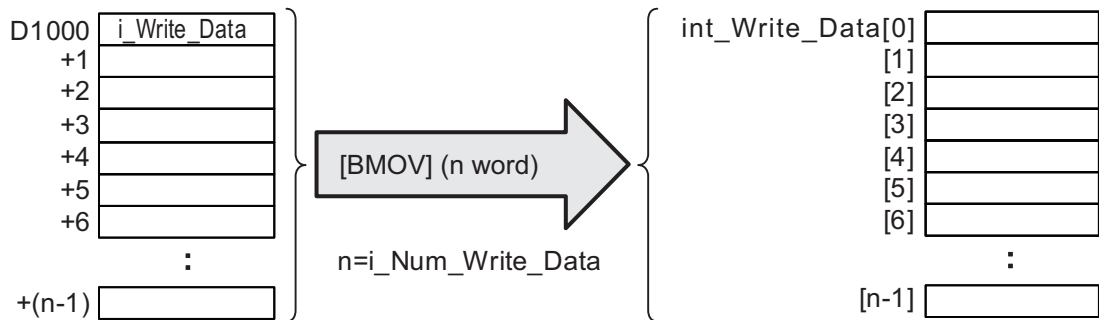 D1000 i_Write_Data int_Write_Data[0]
+1 [1]
+2 [2]
+3 [3]
+4 [BMOV] (n word) [4]
+5 [5]
+6 [6]
: n=i_Num_Write_Data :
+(n-1) [n-1]